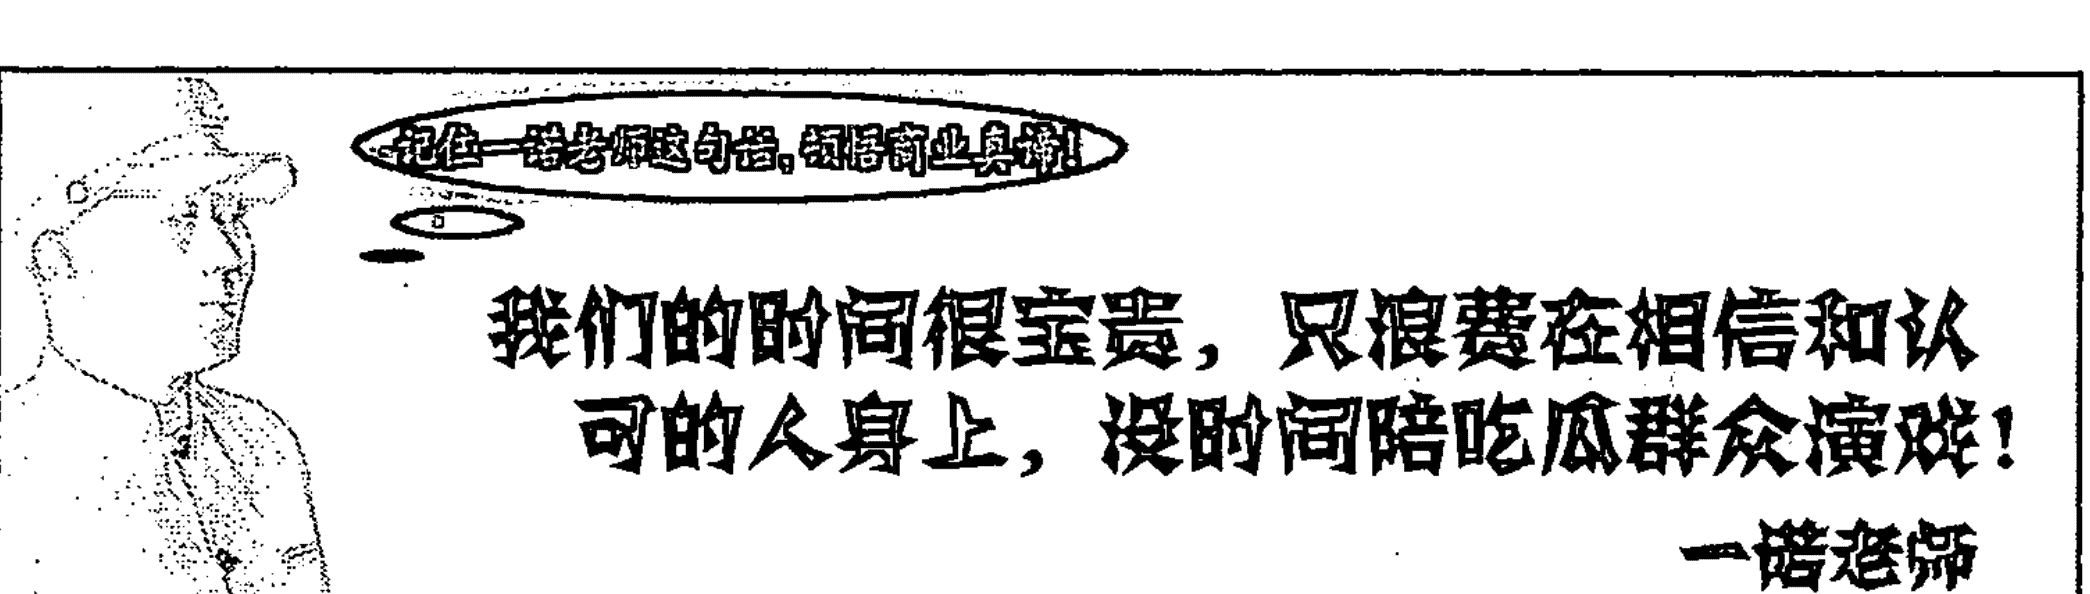 记住一诺老师这句话，领悟商业真谛！
我们的时间很宝贵，只浪费在相信和认
可的人身上，没时间陪吃瓜群众演戏！
一诺老师